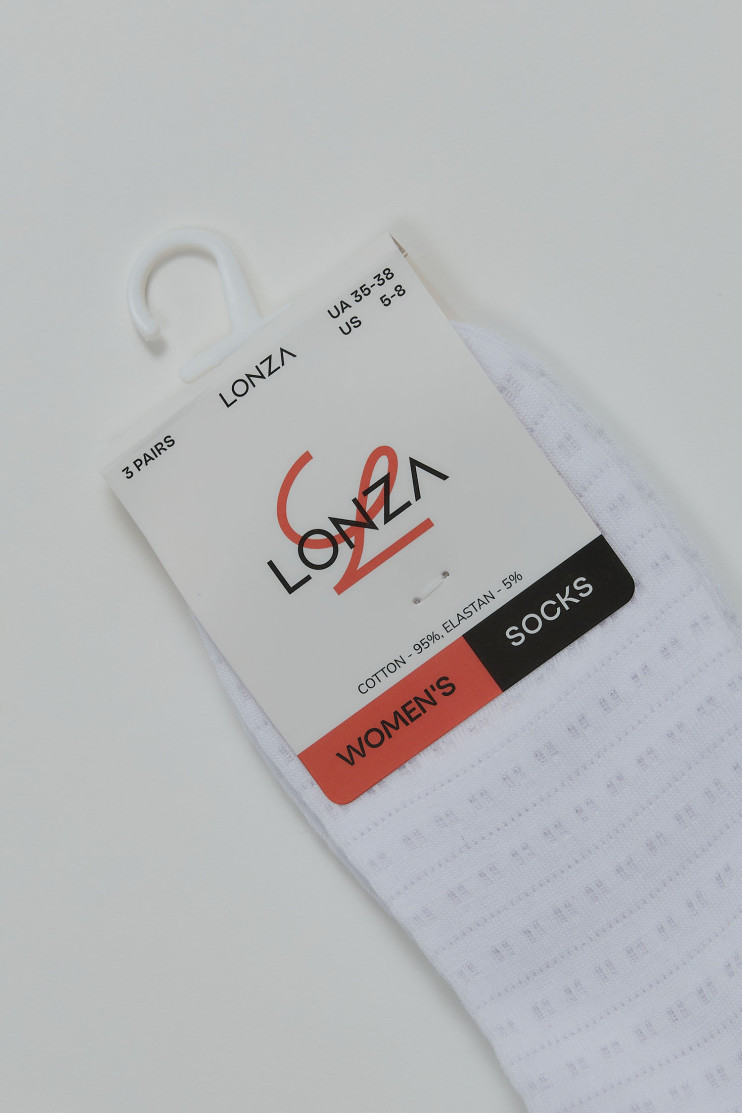 UA 35-38
US 5-8
LONZA
3 PAIRS
LONZA
COTTON - 95%, ELASTAN - 5%
WOMEN'S SOCKS